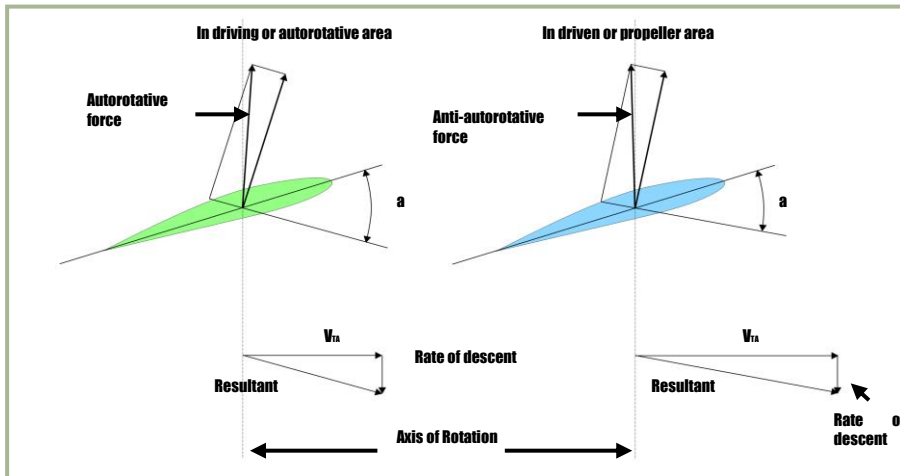 In driving or autorotative area
In driven or propeller area
Autorotative
force
Anti-autorotative
force
a
a
VTA
Rate of descent
Resultant
VTA
Resultant
Rate o
descent
Axis of Rotation